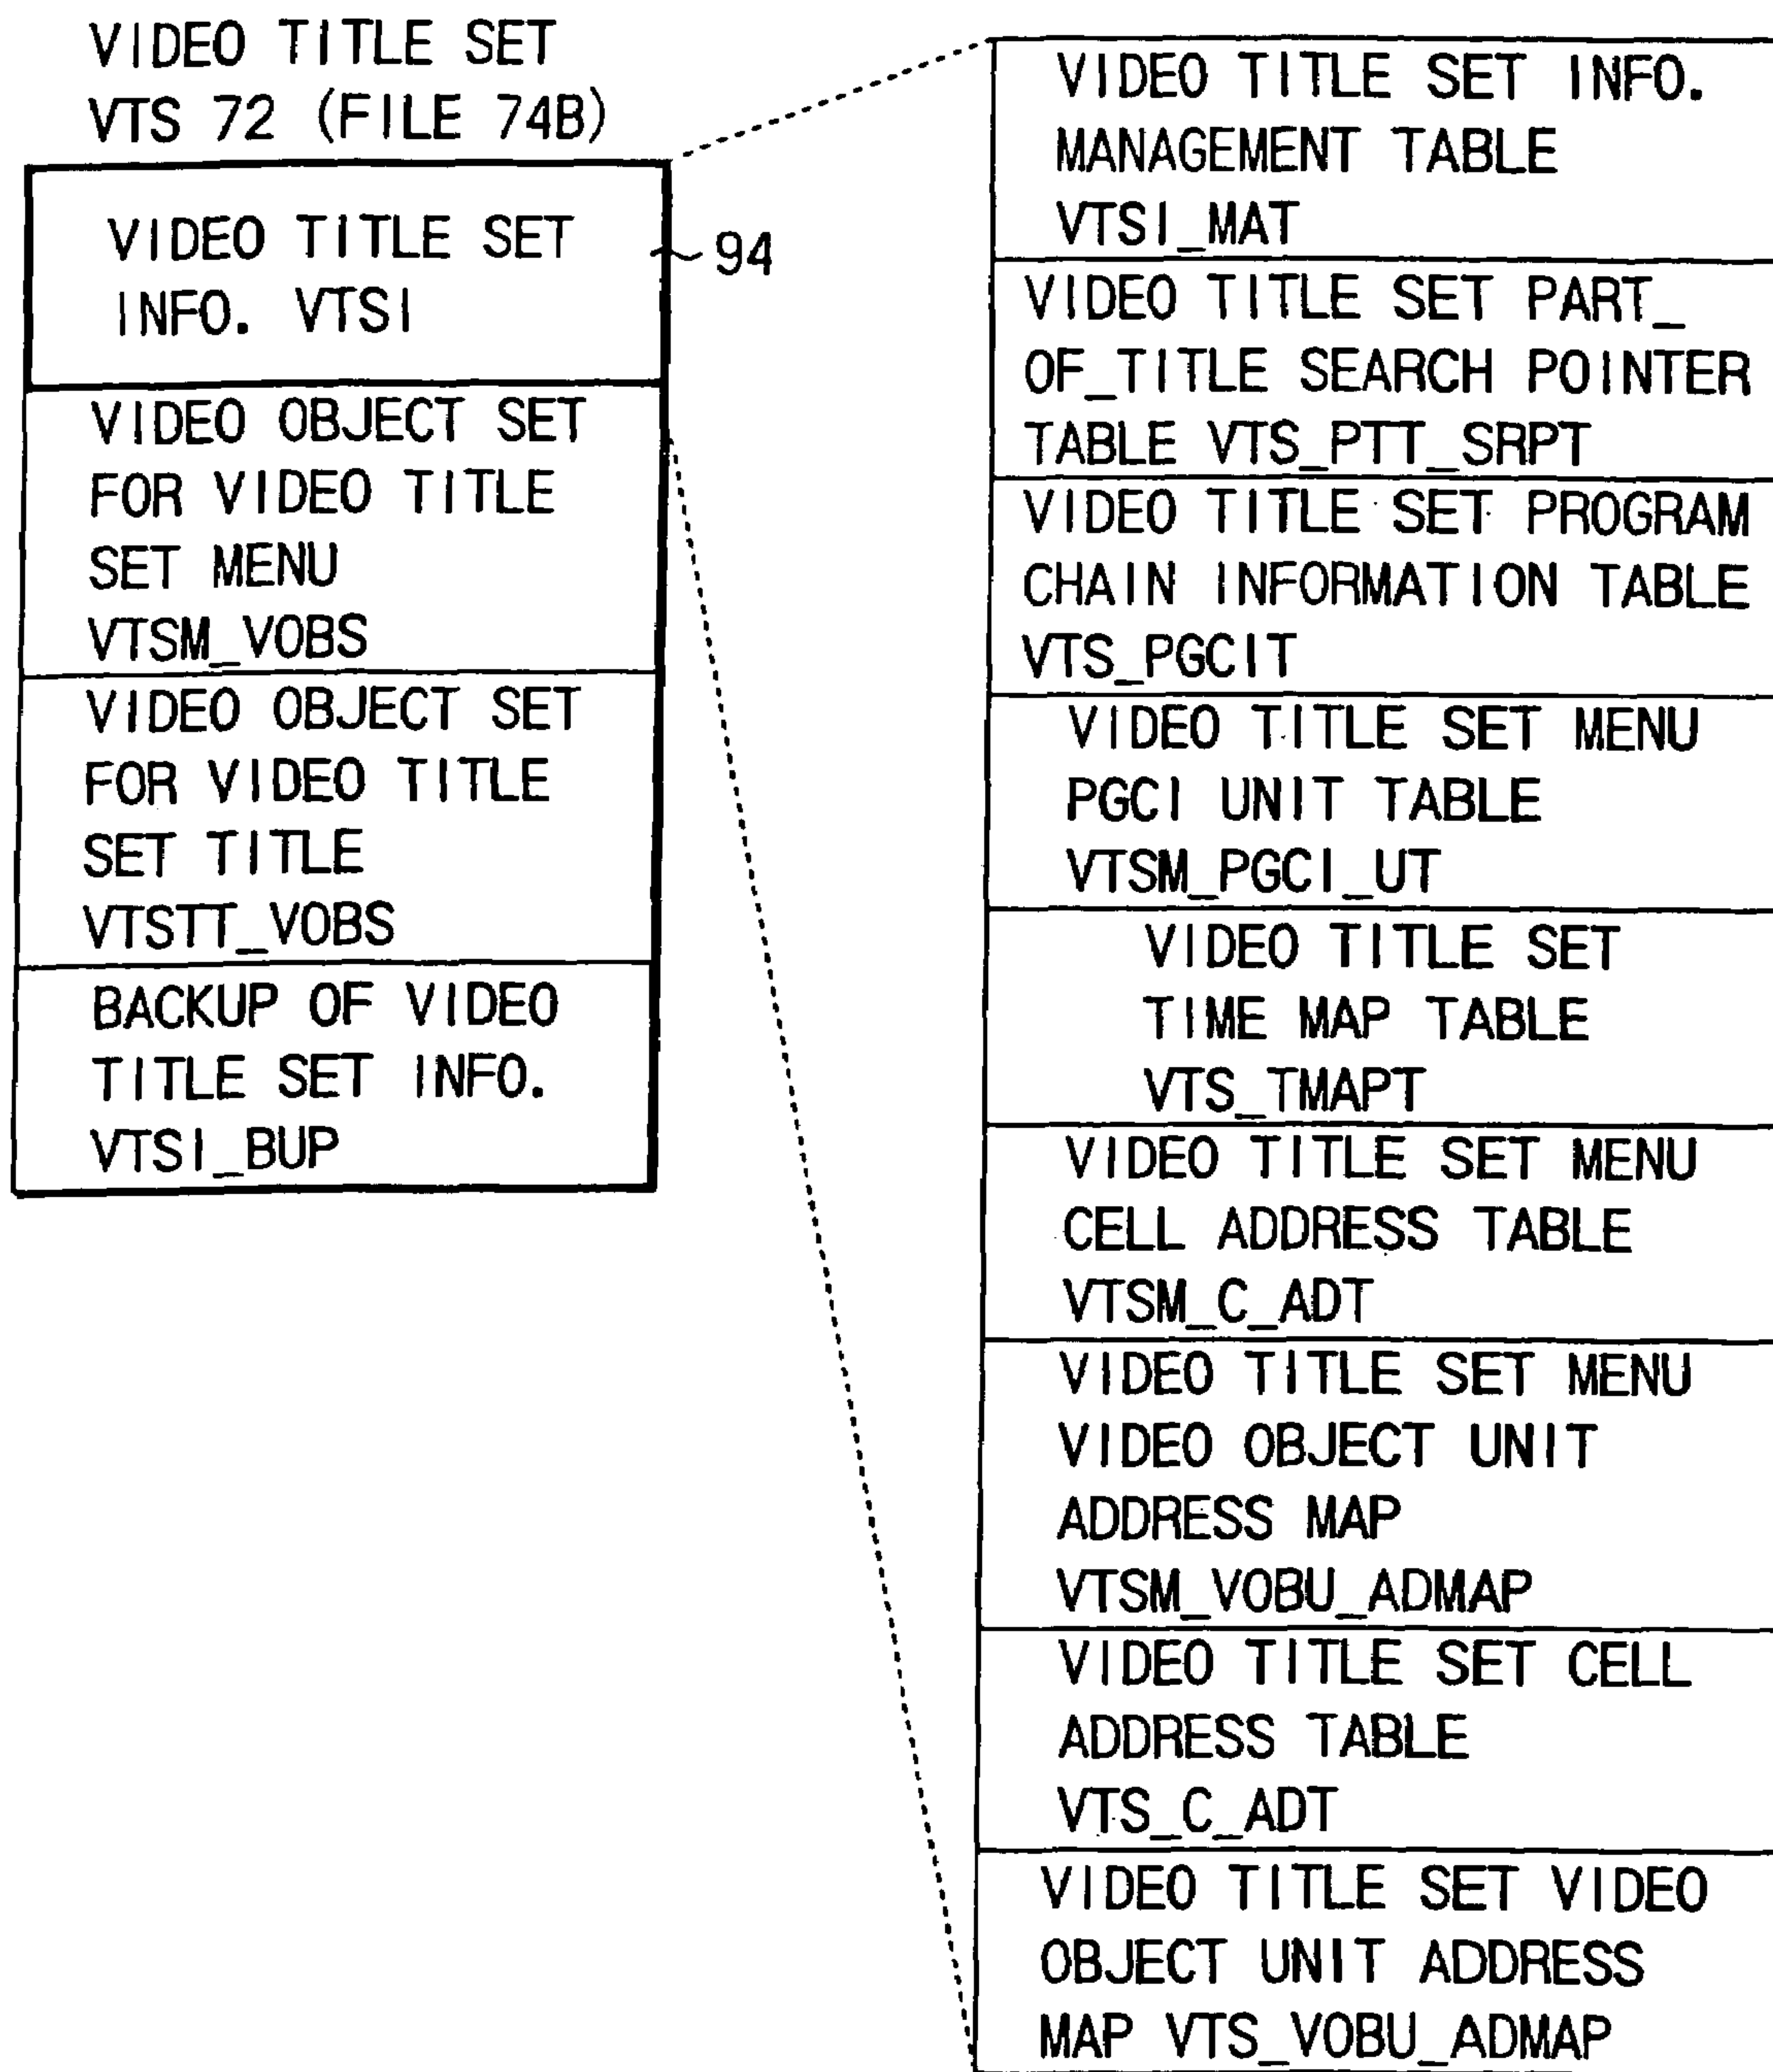 VIDEO TITLE SET
VTS 72 (FILE 74B)
VIDEO TITLE SET
INFO. VTSI
94
VIDEO OBJECT SET
FOR VIDEO TITLE
SET MENU
VTSM_VOBS
VIDEO OBJECT SET
FOR VIDEO TITLE
SET TITLE
VTSTT_VOBS
BACKUP OF VIDEO
TITLE SET INFO.
VTSI_BUP
VIDEO TITLE SET INFO.
MANAGEMENT TABLE
VTSI_MAT
VIDEO TITLE SET PART_
OF_TITLE SEARCH POINTER
TABLE VTS_PTT_SRPT
VIDEO TITLE SET PROGRAM
CHAIN INFORMATION TABLE
VTS_PGCIT
VIDEO TITLE SET MENU
PGCI UNIT TABLE
VTSM_PGCI_UT
VIDEO TITLE SET
TIME MAP TABLE
VTS_TMAPT
VIDEO TITLE SET MENU
CELL ADDRESS TABLE
VTSM_C_ADT
VIDEO TITLE SET MENU
VIDEO OBJECT UNIT
ADDRESS MAP
VTSM_VOBU_ADMAP
VIDEO TITLE SET CELL
ADDRESS TABLE
VTS_C_ADT
VIDEO TITLE SET VIDEO
OBJECT UNIT ADDRESS
MAP VTS_VOBU_ADMAP